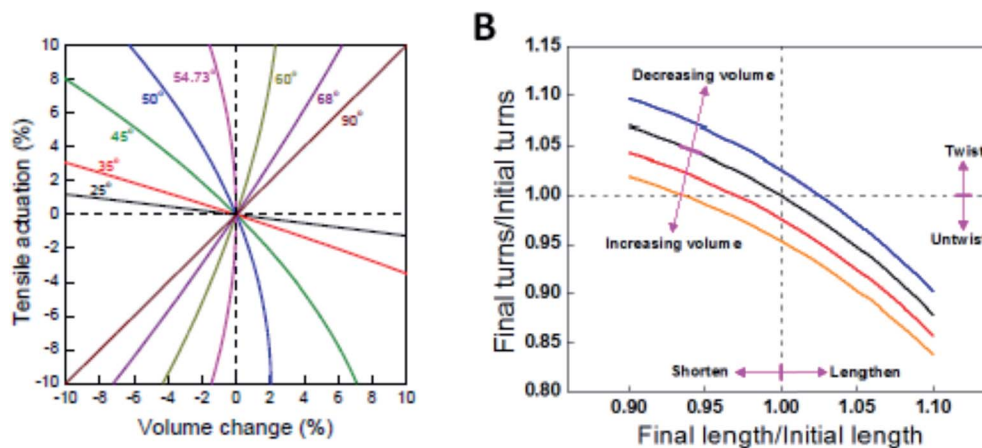 B
10
8
6
4
2
0
-2
-4
-6
-8
-10
-10 -8 -6 -4 -2 0 2 4 6 8 10
Tensile actuation (%)
Volume change (%)
25°
35°
45°
50°
54.73°
60°
68°
90°
1.15
1.10
1.05
1.00
0.95
0.90
0.85
0.80
0.90 0.95 1.00 1.05 1.10
Final turns/Initial turns
Final length/Initial length
Decreasing volume
Increasing volume
Twist
Untwist
Shorten
Lengthen